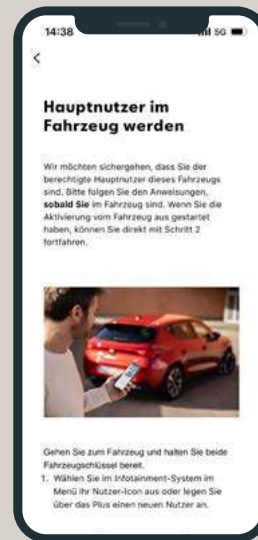 14:38
5G
Hauptnutzer im
Fahrzeug werden
Wir möchten sichergehen, dass Sie der
berechtigte Hauptnutzer dieses Fahrzeugs
sind. Bitte folgen Sie den Anweisungen,
sobald Sie im Fahrzeug sind. Wenn Sie die
Aktivierung vom Fahrzeug aus gestartet
haben, können Sie direkt mit Schritt 2
fortfahren.
Gehen Sie zum Fahrzeug und halten Sie beide
Fahrzeugschlüssel bereit.
1. Wählen Sie im Infotainment-System im
Menü ihr Nutzer-Icon aus oder legen Sie
über das Plus einen neuen Nutzer an.